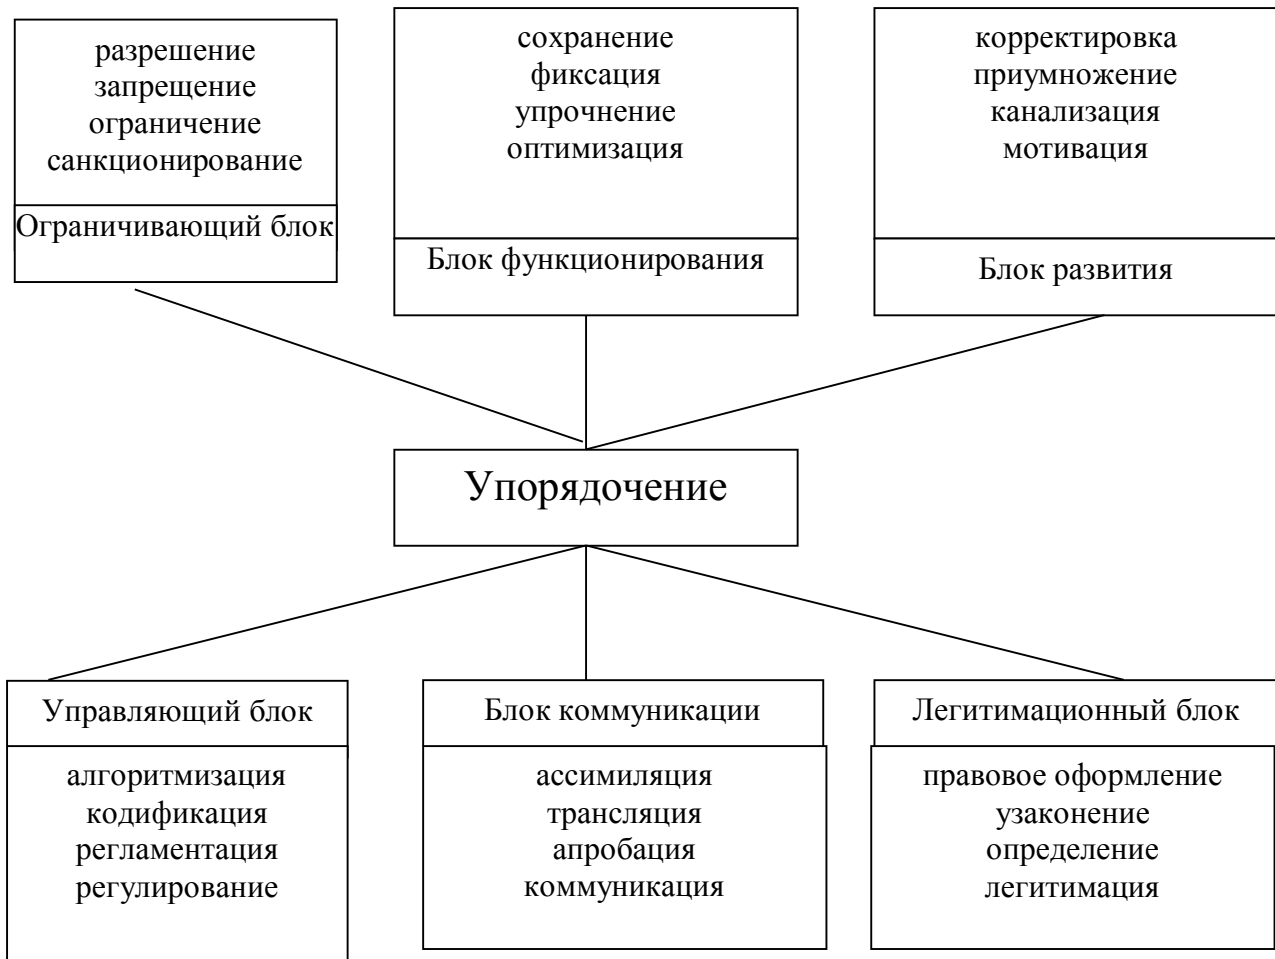 разрешение
запрещение
ограничение
санкционирование
Ограничивающий блок
сохранение
фиксация
упрочнение
оптимизация
Блок функционирования
корректировка
приумножение
канализация
мотивация
Блок развития
Упорядочение
Управляющий блок
алгоритмизация
кодификация
регламентация
регулирование
Блок коммуникации
ассимиляция
трансляция
апробация
коммуникация
Легитимационный блок
правовое оформление
узаконение
определение
легитимация